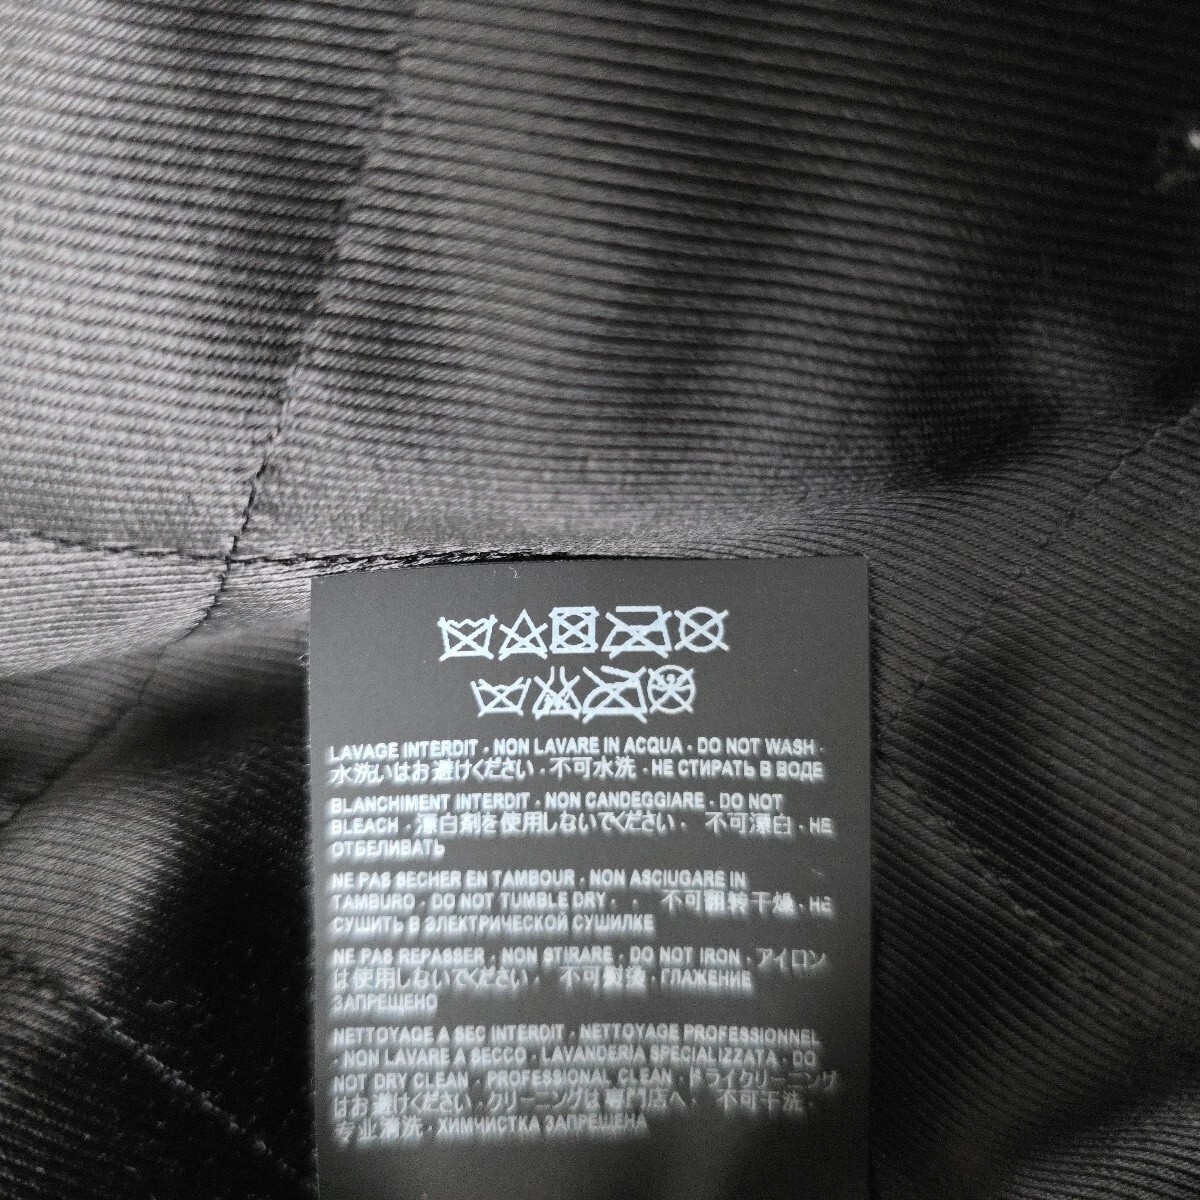 LAVAGE INTERDIT · NON LAVARE IN ACQUA · DO NOT WASH ·
水洗いはお避けください · 不可水洗 · НЕ СТИРАТЬ В ВОДЕ
BLANCHIMENT INTERDIT · NON CANDEGGIARE · DO NOT
BLEACH · 漂白剤を使用しないでください · 不可漂白 · НЕ
ОТБЕЛИВАТЬ
NE PAS SECHER EN TAMBOUR · NON ASCIUGARE IN
TAMBURO · DO NOT TUMBLE DRY · · 不可翻转干燥 · НЕ
СУШИТЬ В ЭЛЕКТРИЧЕСКОЙ СУШИЛКЕ
NE PAS REPASSER · NON STIRARE · DO NOT IRON · アイロン
は使用しないでください · 不可熨烫 · ГЛАЖЕНИЕ
ЗАПРЕЩЕНО
NETTOYAGE A SEC INTERDIT · NETTOYAGE PROFESSIONNEL
· NON LAVARE A SECCO · LAVANDERIA SPECIALIZZATA · DO
NOT DRY CLEAN · PROFESSIONAL CLEAN · ドライクリーニング
はお避けください · クリーニングは専門店へ · 不可干洗 ·
专业清洗 · ХИМЧИСТКА ЗАПРЕЩЕНА